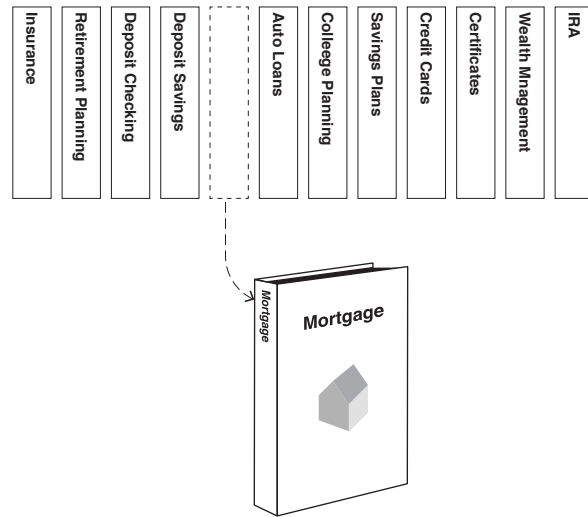 Insurance
Retirement Planning
Deposit Checking
Deposit Savings
Auto Loans
Colleege Planning
Savings Plans
Credit Cards
Certificates
Wealth Mnagement
IRA
Mortgage
Mortgage